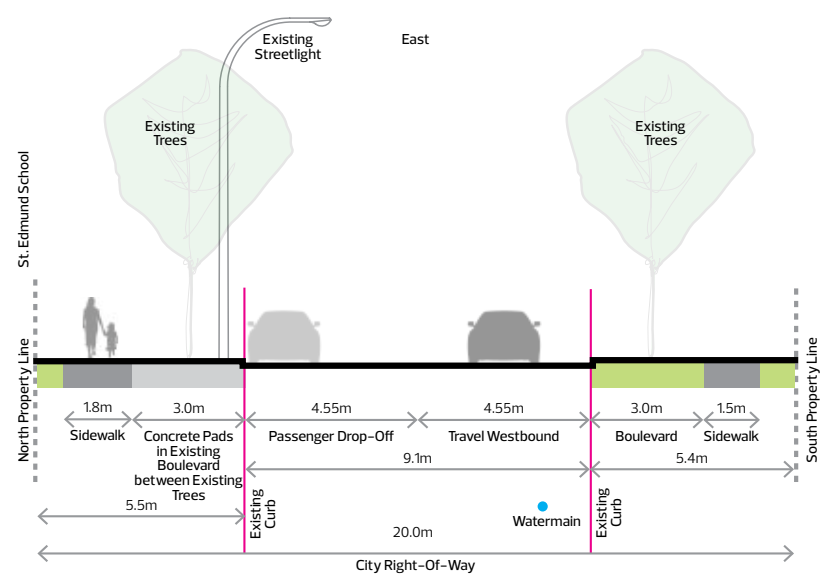 Existing
Streetlight
East
Existing
Trees
Existing
Trees
St. Edmund School
North Property Line
South Property Line
1.8m
3.0m
4.55m
4.55m
3.0m
1.5m
Sidewalk
Concrete Pads
in Existing
Boulevard
between Existing
Trees
Passenger Drop-Off
Travel Westbound
Boulevard
Sidewalk
9.1m
5.4m
5.5m
Existing
Curb
Watermain
Existing
Curb
20.0m
City Right-Of-Way